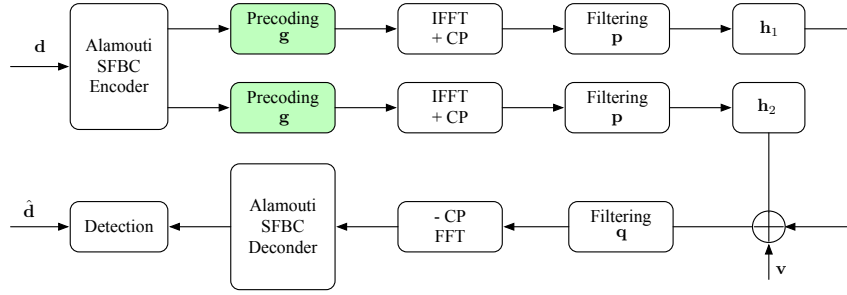 d
Alamouti
SFBC
Encoder
Precoding
g
IFFT
+ CP
Filtering
p
h₁
Precoding
g
IFFT
+ CP
Filtering
p
h₂
d̂
Detection
Alamouti
SFBC
Deconder
- CP
FFT
Filtering
q
v